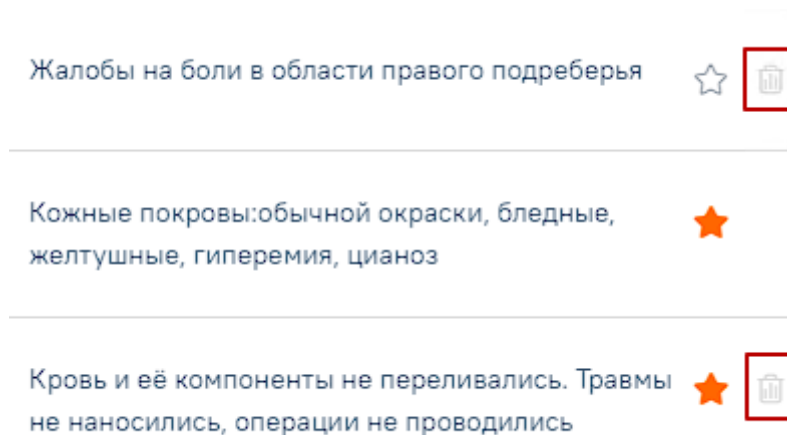 Жалобы на боли в области правого подреберья
Кожные покровы:обычной окраски, бледные,
желтушные, гиперемия, цианоз
Кровь и её компоненты не переливались. Травмы
не наносились, операции не проводились